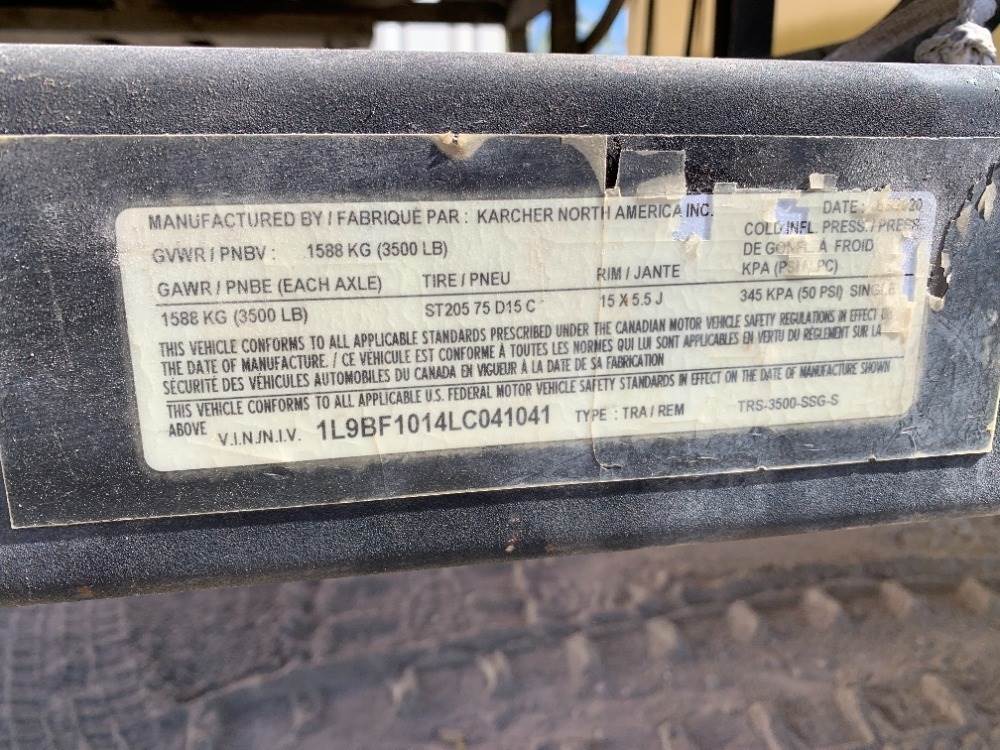 MANUFACTURED BY / FABRIQUÉ PAR : KARCHER NORTH AMERICA INC. DATE :
GVWR / PNBV : 1588 KG (3500 LB) COLD INFL. PRESS. / PRESS.
DE GONFL. À FROID
GAWR / PNBE (EACH AXLE) TIRE / PNEU RIM / JANTE KPA (PSI / LPC)
1588 KG (3500 LB) ST205 75 D15 C 15 X 5.5 J 345 KPA (50 PSI) SINGLE
THIS VEHICLE CONFORMS TO ALL APPLICABLE STANDARDS PRESCRIBED UNDER THE CANADIAN MOTOR VEHICLE SAFETY REGULATIONS IN EFFECT ON
THE DATE OF MANUFACTURE. / CE VÉHICULE EST CONFORME À TOUTES LES NORMES QUI LUI SONT APPLICABLES EN VERTU DU RÈGLEMENT SUR LA
SÉCURITÉ DES VÉHICULES AUTOMOBILES DU CANADA EN VIGUEUR À LA DATE DE SA FABRICATION
THIS VEHICLE CONFORMS TO ALL APPLICABLE U.S. FEDERAL MOTOR VEHICLE SAFETY STANDARDS IN EFFECT ON THE DATE OF MANUFACTURE SHOWN
ABOVE V.I.N./N.I.V. 1L9BF1014LC041041 TYPE : TRA / REM TRS-3500-SSG-S